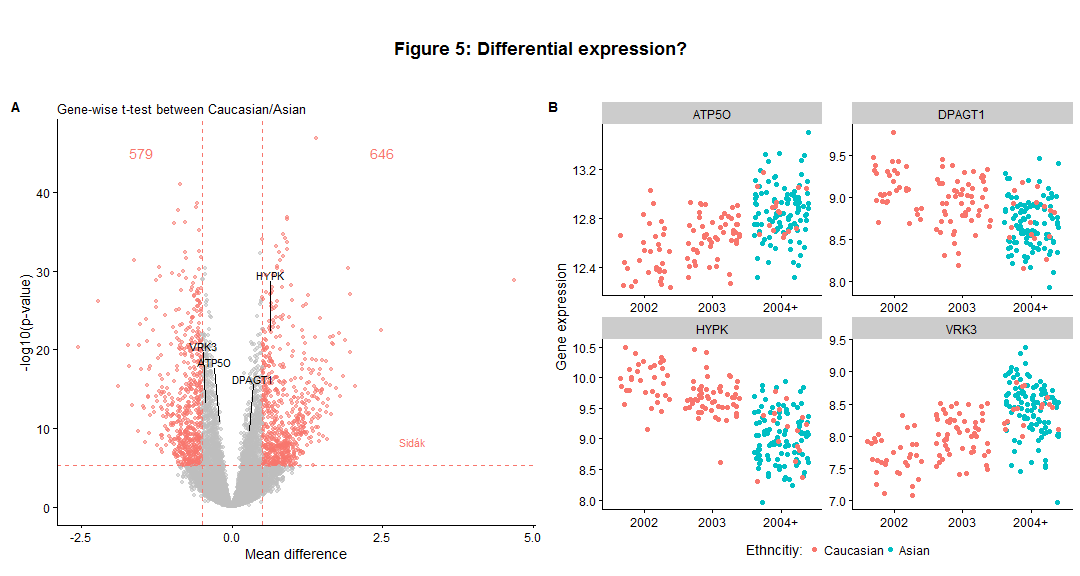 Figure 5: Differential expression?
A
Gene-wise t-test between Caucasian/Asian
579
646
-log10(p-value)
40
30
20
10
0
HYPK
VRK3
ATP5O
DPAGT1
Sidák
-2.5
0.0
2.5
5.0
Mean difference
B
Gene expression
ATP5O
13.2
12.8
12.4
2002
2003
2004+
DPAGT1
9.5
9.0
8.5
8.0
2002
2003
2004+
HYPK
10.5
10.0
9.5
9.0
8.5
8.0
2002
2003
2004+
VRK3
9.5
9.0
8.5
8.0
7.5
7.0
2002
2003
2004+
Ethncitiy: Caucasian Asian